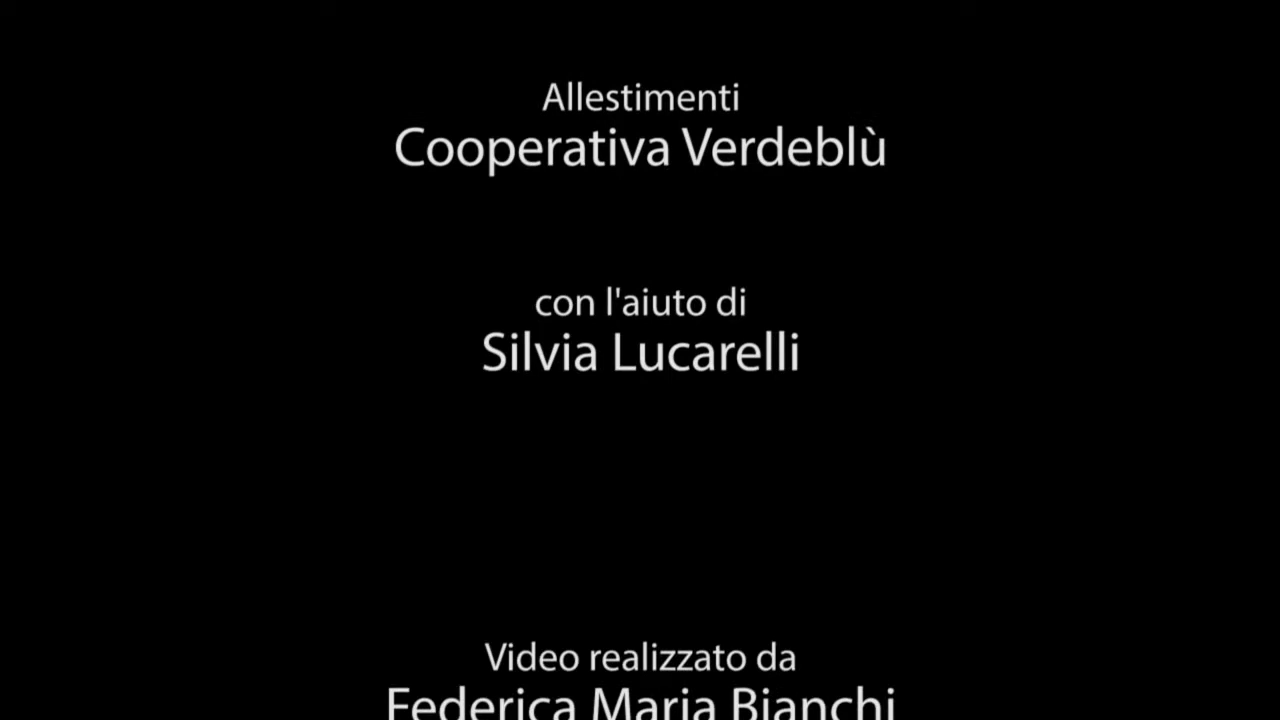 Allestimenti
Cooperativa Verdeblù
con l'aiuto di
Silvia Lucarelli
Video realizzato da
Federica Maria Bianchi